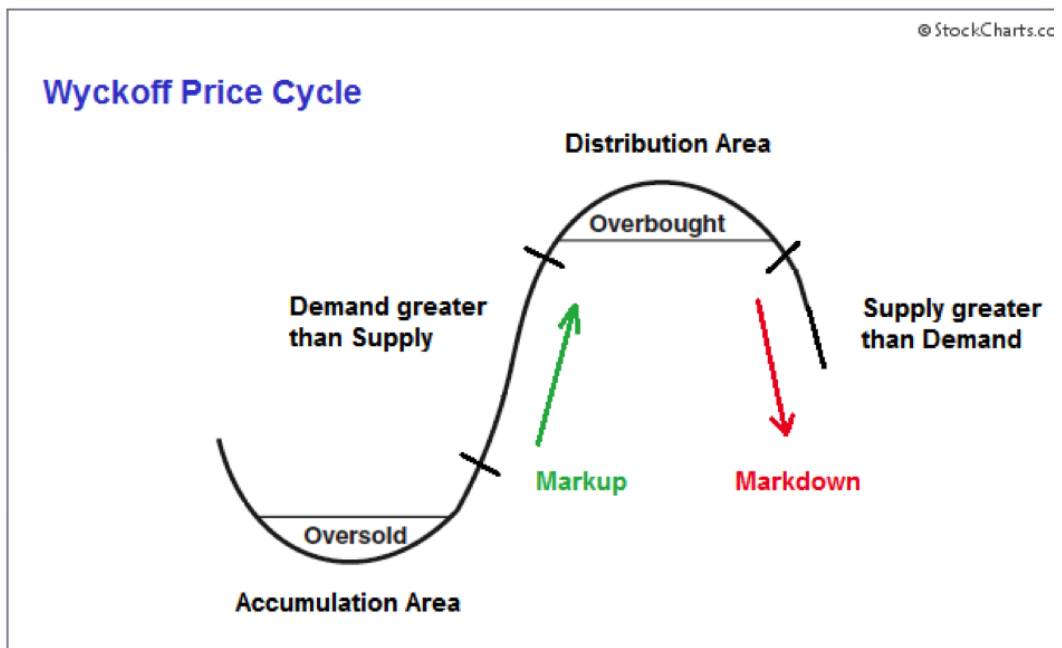 © StockCharts.co
Wyckoff Price Cycle
Distribution Area
Overbought
Demand greater
than Supply
Supply greater
than Demand
Markup
Markdown
Oversold
Accumulation Area